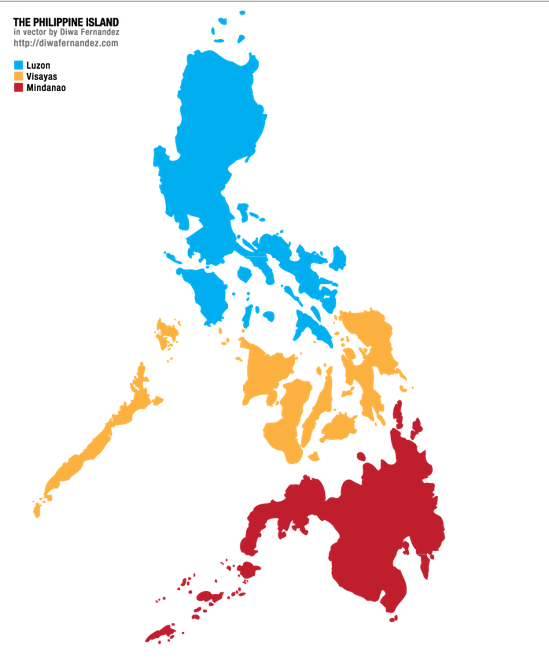 THE PHILIPPINE ISLAND
in vector by Diwa Fernandez
http://diwafernandez.com
Luzon
Visayas
Mindanao